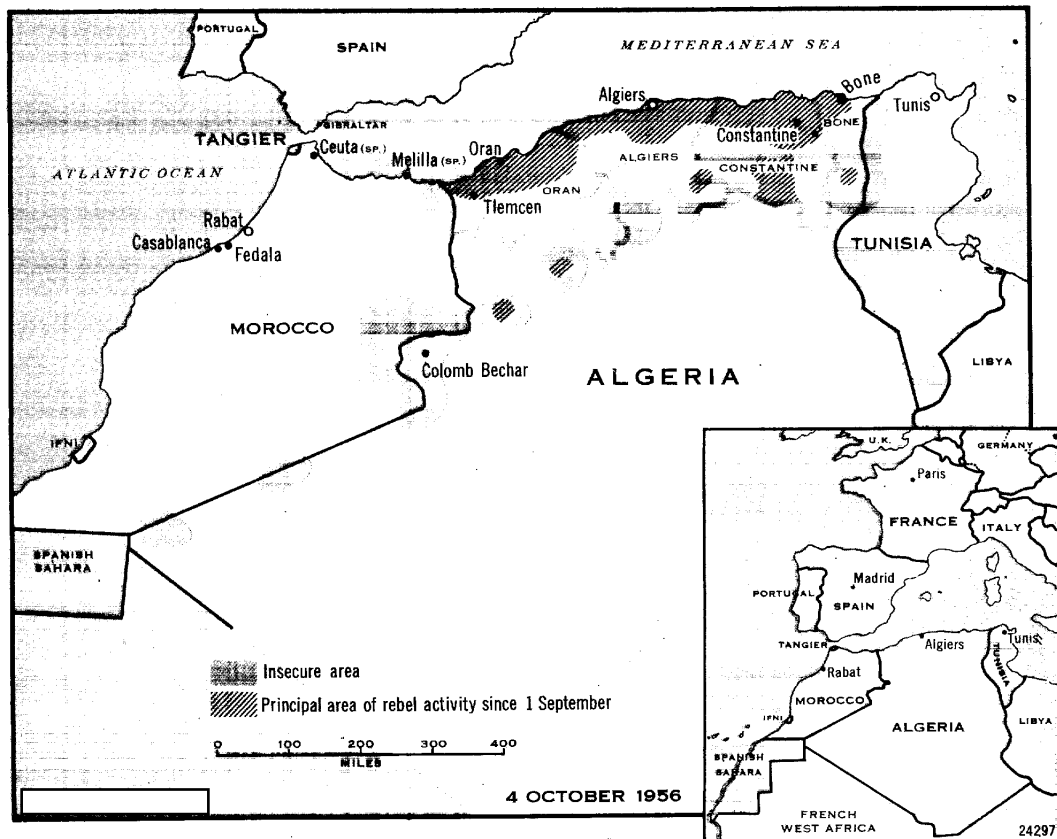 PORTUGAL
SPAIN
MEDITERRANEAN SEA
GIBRALTAR
TANGIER
Ceuta (SP.)
ATLANTIC OCEAN
Melilla (SP.)
Oran
Algiers
Bone
Tunis
Constantine
BONE
ALGIERS
CONSTANTINE
ORAN
Tlemcen
Rabat
Casablanca
Fedala
TUNISIA
MOROCCO
Colomb Bechar
ALGERIA
LIBYA
IFNI
SPANISH
SAHARA
Insecure area
Principal area of rebel activity since 1 September
0 100 200 300 400
MILES
4 OCTOBER 1956
U.K.
GERMANY
Paris
FRANCE
ITALY
Madrid
PORTUGAL
SPAIN
TANGIER
Algiers
Tunis
TUNISIA
Rabat
MOROCCO
IFNI
ALGERIA
LIBYA
SPANISH
SAHARA
FRENCH
WEST AFRICA
24297